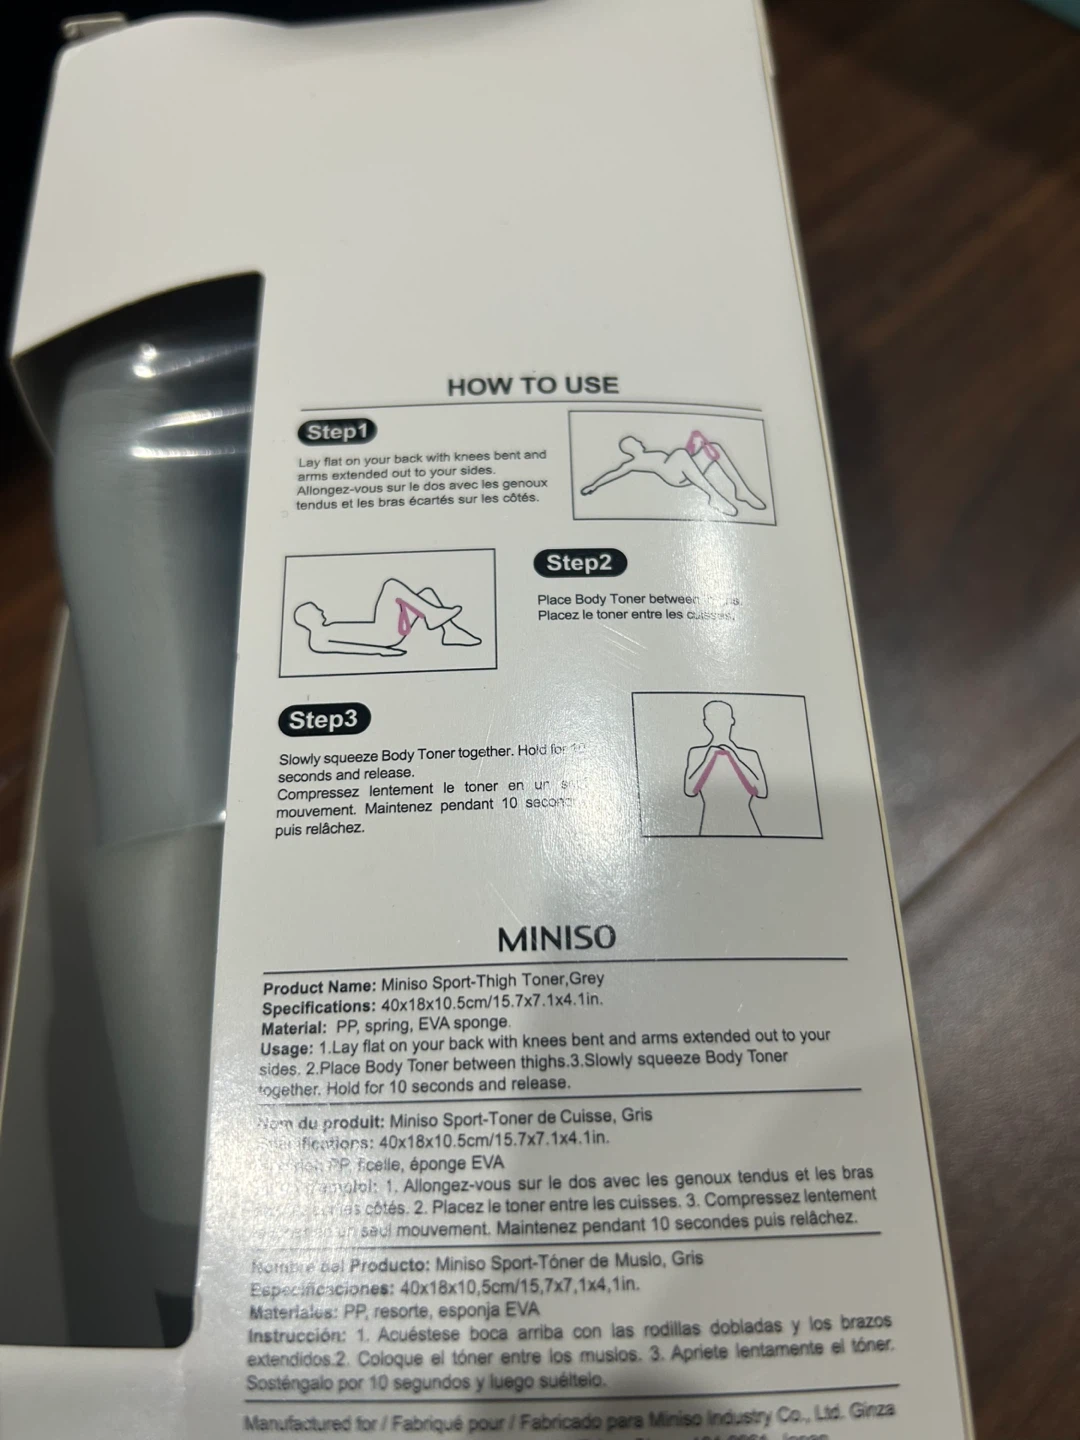 HOW TO USE
Step1
Lay flat on your back with knees bent and
arms extended out to your sides.
Allongez-vous sur le dos avec les genoux
tendus et les bras écartés sur les côtés.
Step2
Place Body Toner between
Placez le toner entre les cuisses.
Step3
Slowly squeeze Body Toner together. Hold for 10
seconds and release.
Compressez lentement le toner en un
mouvement. Maintenez pendant 10
puis relâchez.
MINISO
Product Name: Miniso Sport-Thigh Toner,Grey
Specifications: 40x18x10.5cm/15.7x7.1x4.1in.
Material: PP, spring, EVA sponge.
Usage: 1.Lay flat on your back with knees bent and arms extended out to your
sides. 2.Place Body Toner between thighs.3.Slowly squeeze Body Toner
together. Hold for 10 seconds and release.
Nom du produit: Miniso Sport-Toner de Cuisse, Gris
40x18x10.5cm/15.7x7.1x4.1in.
PP, ficelle, éponge EVA
1. Allongez-vous sur le dos avec les genoux tendus et les bras
côtés. 2. Placez le toner entre les cuisses. 3. Compressez lentement
un seul mouvement. Maintenez pendant 10 secondes puis relâchez.
Nombre del Producto: Miniso Sport-Tóner de Muslo, Gris
Especificaciones: 40x18x10,5cm/15,7x7,1x4,1in.
Materiales: PP, resorte, esponja EVA
Instrucción: 1. Acuéstese boca arriba con las rodillas dobladas y los brazos
extendidos.2. Coloque el tóner entre los muslos. 3. Apriete lentamente el tóner.
Sosténgalo por 10 segundos y luego suéltelo.
Manufactured for / Fabriqué pour / Fabricado para Miniso Industry Co., Ltd. Ginza